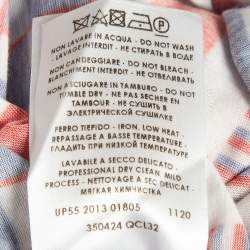 NON LAVARE IN ACQUA - DO NOT WASH
- LAVAGE INTERDIT - НЕ СТИРАТЬ В ВОДЕ
NON CANDEGGIARE - DO NOT BLEACH -
BLANCHIMENT INTERDIT - НЕ ОТБЕЛИВАТЬ
NON ASCIUGARE IN TAMBURO - DO NOT
TUMBLE DRY - NE PAS SECHER EN
TAMBOUR - НЕ СУШИТЬ В
ЭЛЕКТРИЧЕСКОЙ СУШИЛКЕ
FERRO TIEPIDO - IRON, LOW HEAT -
REPASSAGE A BASSE TEMPERATURE -
ГЛАДИТЬ ПРИ НИЗКОЙ ТЕМПЕРАТУРЕ
LAVABILE A SECCO DELICATO -
PROFESSIONAL DRY CLEAN, MILD
PROCESS - NETTOYAGE A SEC DELICAT
МЯГКАЯ ХИМЧИСТКА
UP55 2013 01805 1120
350424 QCL32